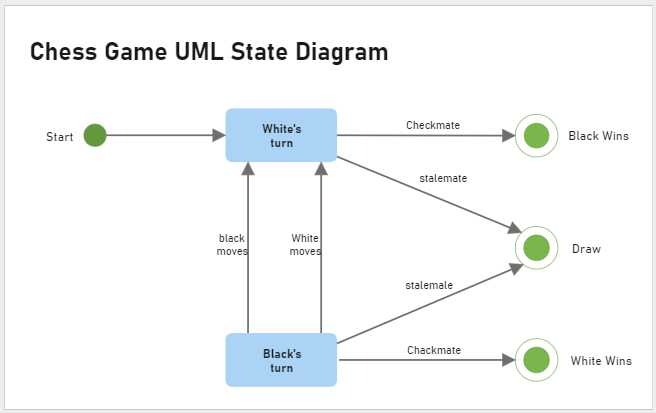 Chess Game UML State Diagram
Start
White's
turn
Checkmate
Black Wins
stalemate
black
moves
White
moves
Draw
stalemale
Black's
turn
Chackmate
White Wins